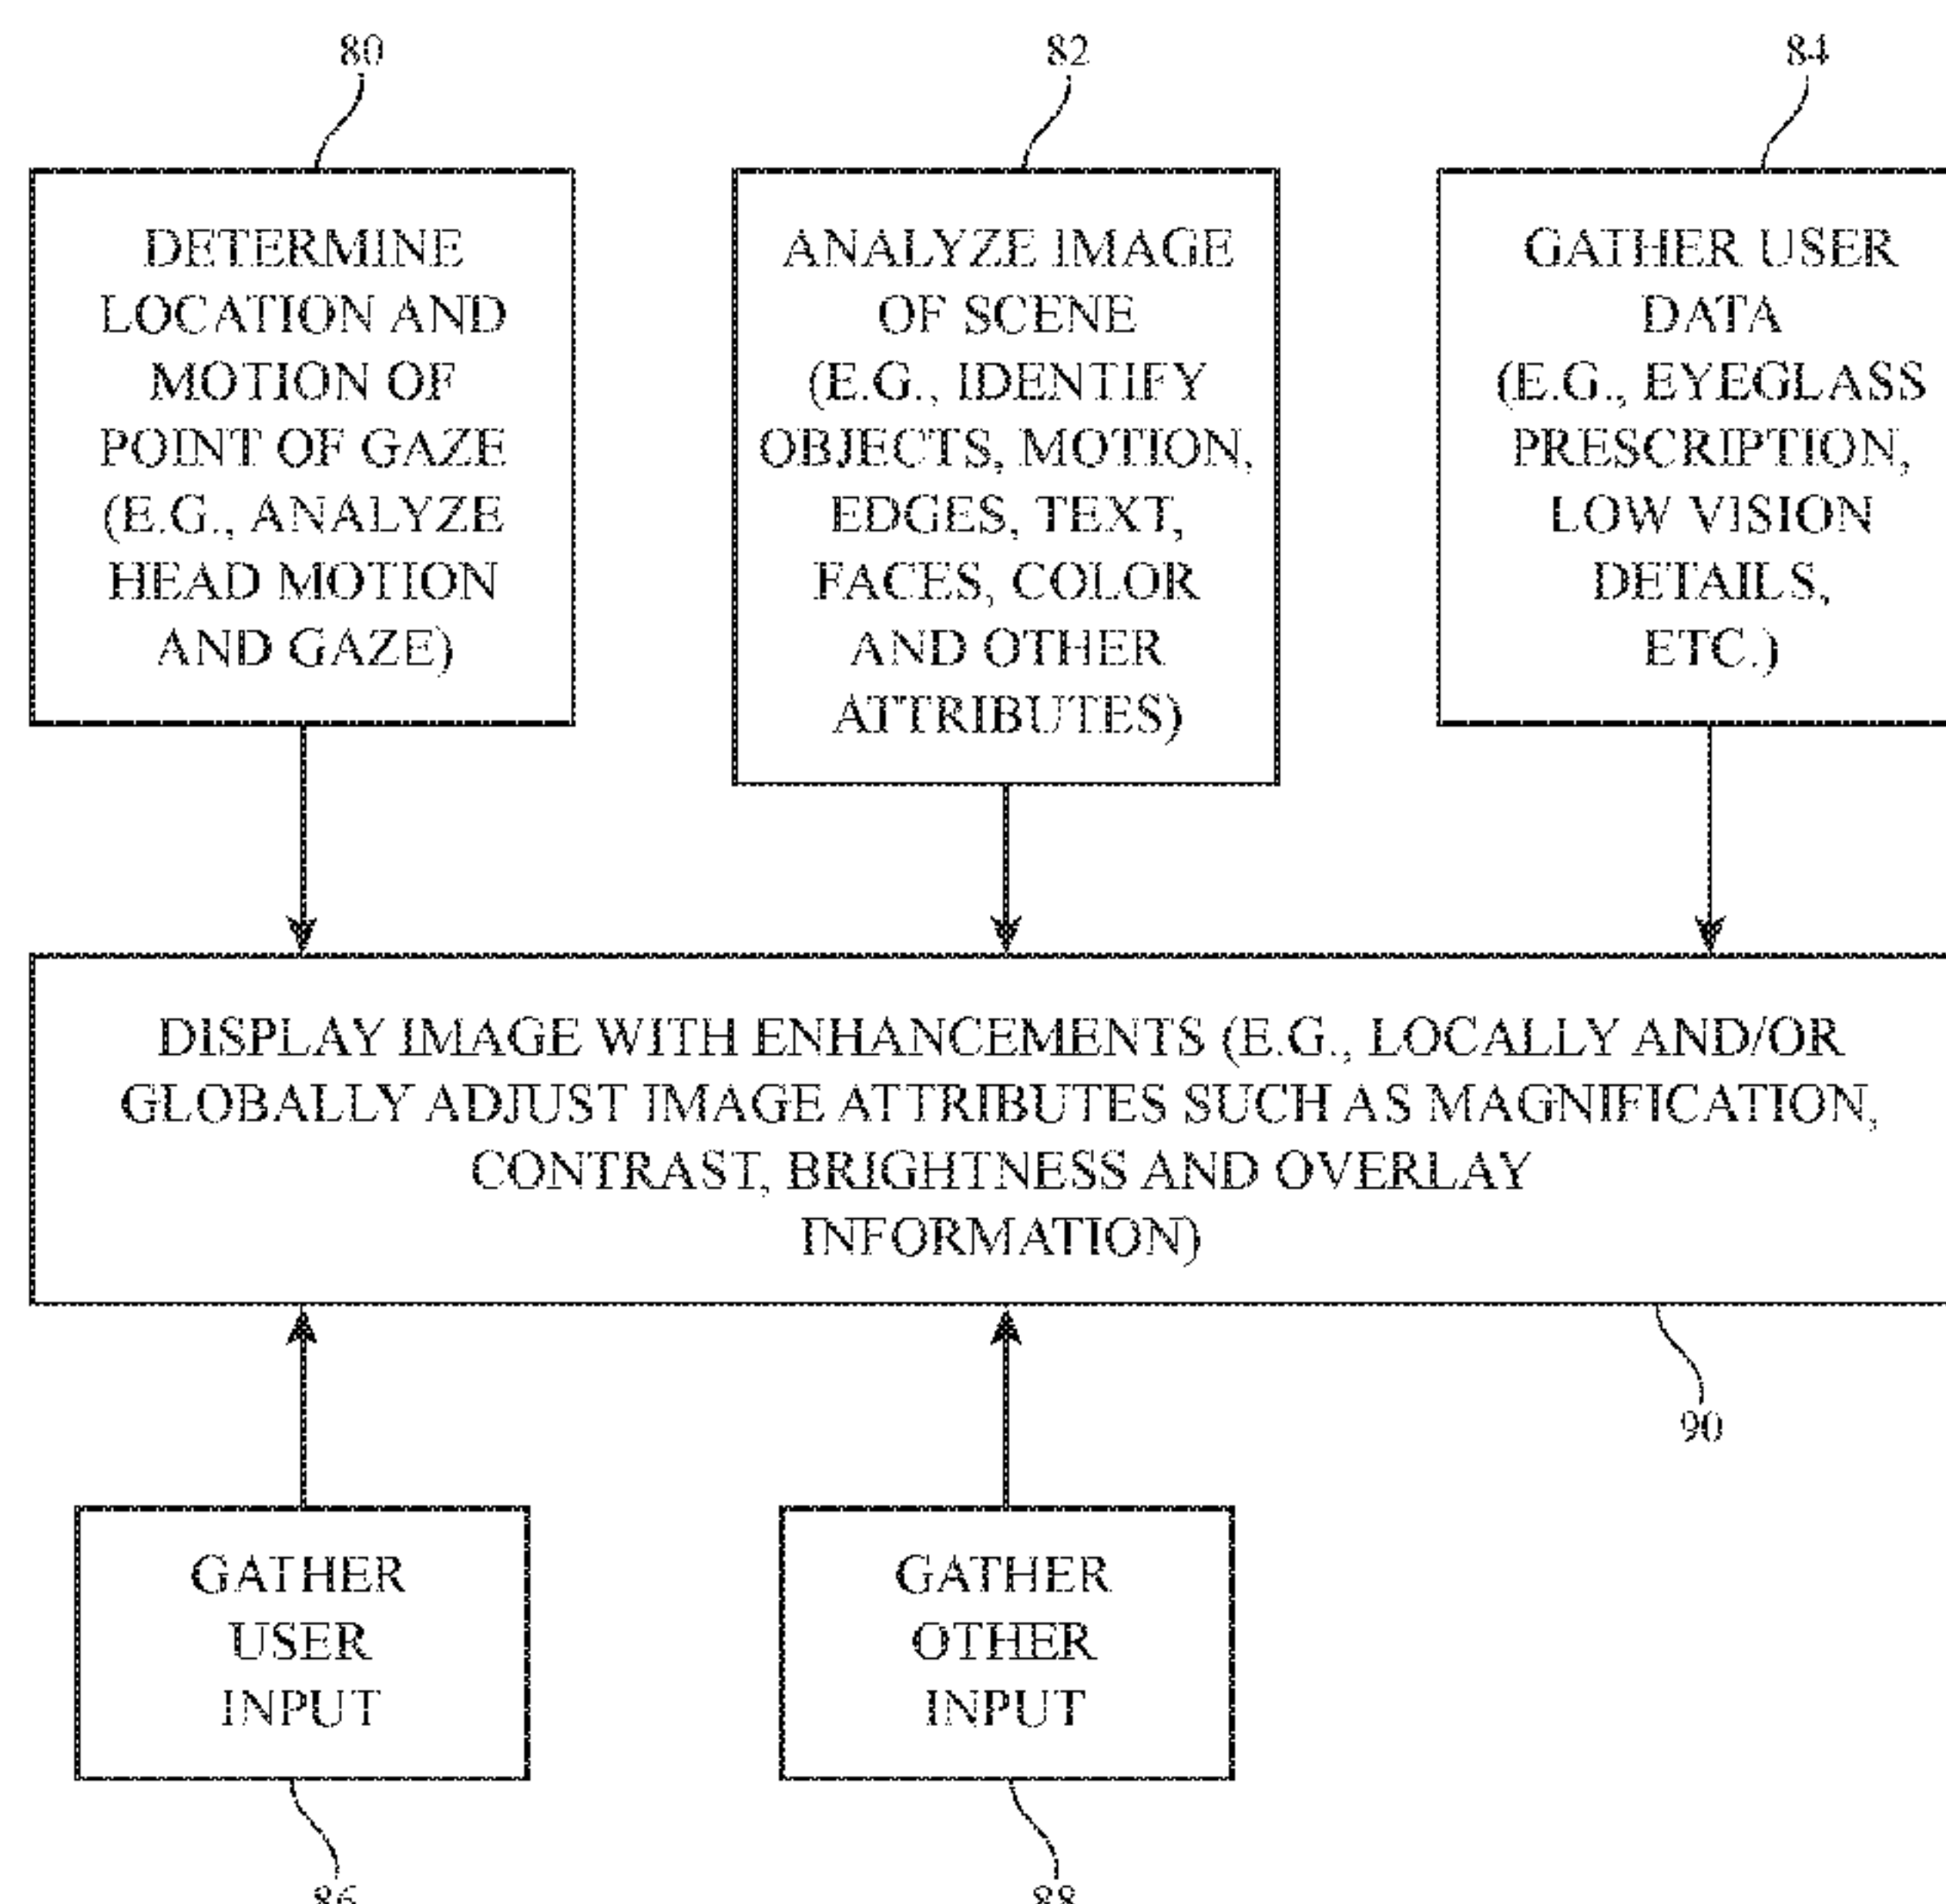 80
82
84
DETERMINE
LOCATION AND
MOTION OF
POINT OF GAZE
(E.G., ANALYZE
HEAD MOTION
AND GAZE)
ANALYZE IMAGE
OF SCENE
(E.G., IDENTIFY
OBJECTS, MOTION,
EDGES, TEXT,
FACES, COLOR
AND OTHER
ATTRIBUTES)
GATHER USER
DATA
(E.G., EYEGLASS
PRESCRIPTION,
LOW VISION
DETAILS,
ETC.)
DISPLAY IMAGE WITH ENHANCEMENTS (E.G., LOCALLY AND/OR
GLOBALLY ADJUST IMAGE ATTRIBUTES SUCH AS MAGNIFICATION,
CONTRAST, BRIGHTNESS AND OVERLAY
INFORMATION)
90
GATHER
USER
INPUT
GATHER
OTHER
INPUT
86
88